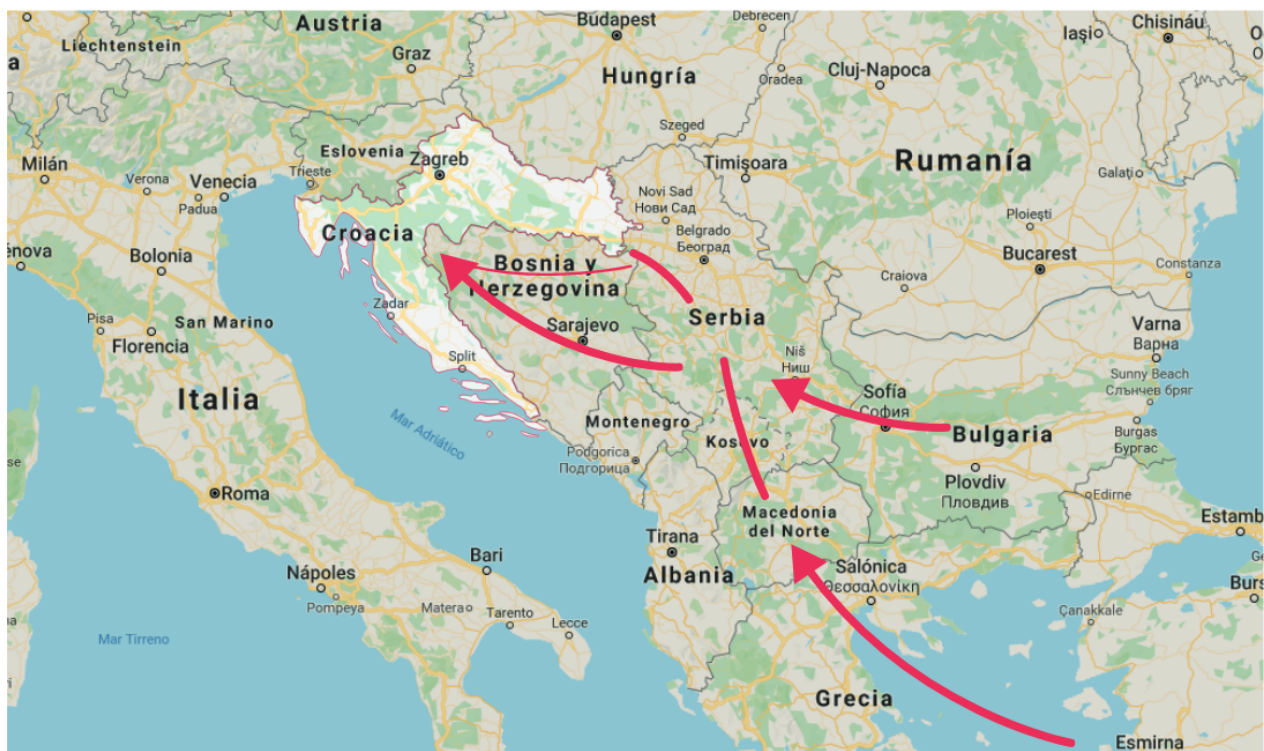 Austria
Budapest
Debrecen
Chisináu
Iași
Liechtenstein
Graz
Hungría
Oradea
Cluj-Napoca
Szeged
Eslovenia
Zagreb
Timișoara
Rumanía
Milán
Verona
Venecia
Trieste
Padua
Novi Sad
Нови Сад
Galați
Ploiești
Croacia
Belgrado
Београд
Bucarest
Constanza
énova
Bolonia
Bosnia y
Herzegovina
Craiova
Zadar
Pisa
San Marino
Florencia
Sarajevo
Serbia
Varna
Варна
Split
Niš
Ниш
Sunny Beach
Слънчев бряг
Italia
Sofía
София
Mar Adriático
Montenegro
Kosovo
Bulgaria
Burgas
Бургас
Podgorica
Подгорица
Plovdiv
Пловдив
Roma
Edirne
Macedonia
del Norte
Estamb
Tirana
Bari
Albania
Salónica
Θεσσαλονίκη
Nápoles
Pompeya
Matera
Tarento
Lecce
Çanakkale
Burs
Mar Tirreno
Grecia
Esmirna